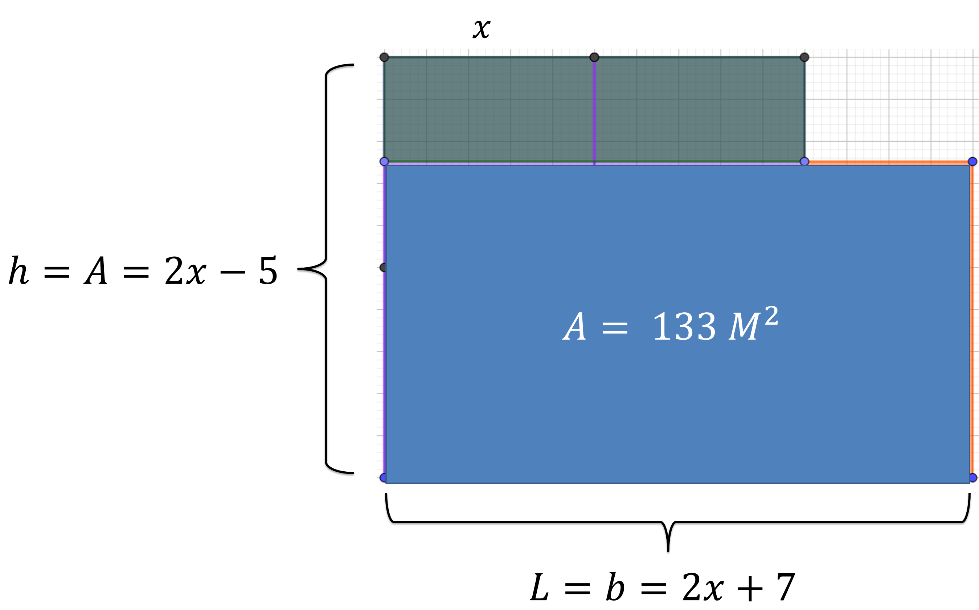 x
h = A = 2x − 5
A = 133 M²
L = b = 2x + 7